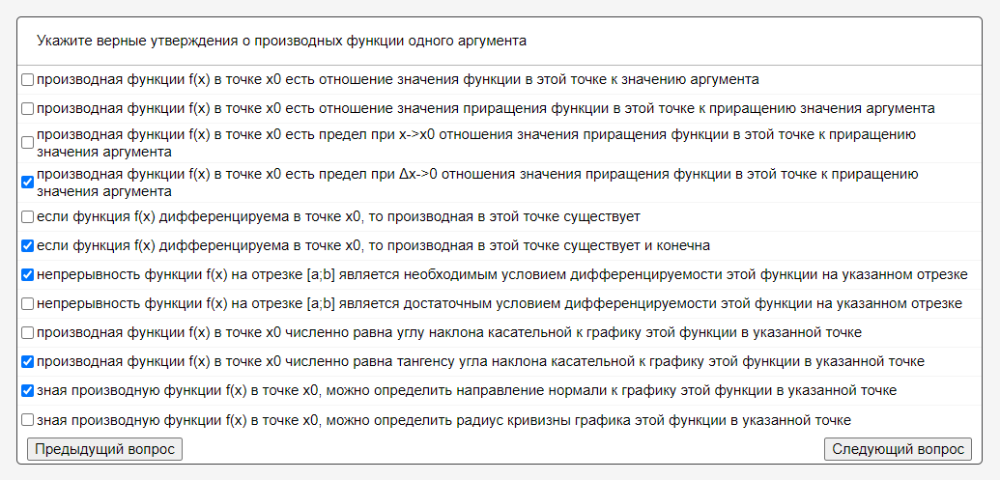 Укажите верные утверждения о производных функции одного аргумента
производная функции f(x) в точке x0 есть отношение значения функции в этой точке к значению аргумента
производная функции f(x) в точке x0 есть отношение значения приращения функции в этой точке к приращению значения аргумента
производная функции f(x) в точке x0 есть предел при x->x0 отношения значения приращения функции в этой точке к приращению
значения аргумента
производная функции f(x) в точке x0 есть предел при Δx->0 отношения значения приращения функции в этой точке к приращению
значения аргумента
если функция f(x) дифференцируема в точке x0, то производная в этой точке существует
если функция f(x) дифференцируема в точке x0, то производная в этой точке существует и конечна
непрерывность функции f(x) на отрезке [a;b] является необходимым условием дифференцируемости этой функции на указанном отрезке
непрерывность функции f(x) на отрезке [a;b] является достаточным условием дифференцируемости этой функции на указанном отрезке
производная функции f(x) в точке x0 численно равна углу наклона касательной к графику этой функции в указанной точке
производная функции f(x) в точке x0 численно равна тангенсу угла наклона касательной к графику этой функции в указанной точке
зная производную функции f(x) в точке x0, можно определить направление нормали к графику этой функции в указанной точке
зная производную функции f(x) в точке x0, можно определить радиус кривизны графика этой функции в указанной точке
Предыдущий вопрос
Следующий вопрос